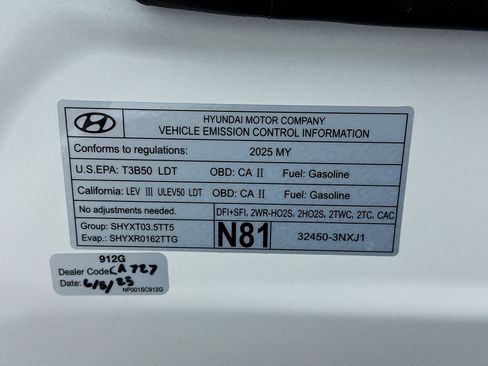 HYUNDAI MOTOR COMPANY
VEHICLE EMISSION CONTROL INFORMATION
Conforms to regulations: 2025 MY
U.S.EPA: T3B50 LDT OBD: CA II Fuel: Gasoline
California: LEV III ULEV50 LDT OBD: CA II Fuel: Gasoline
No adjustments needed. DFI+SFI, 2WR-HO2S, 2HO2S, 2TWC, 2TC, CAC
Group: SHYXT03.5TT5
Evap.: SHYXR0162TTG
N81 32450-3NXJ1
912G
Dealer Code: CA727
Date: 6/5/25
NP001SC912G